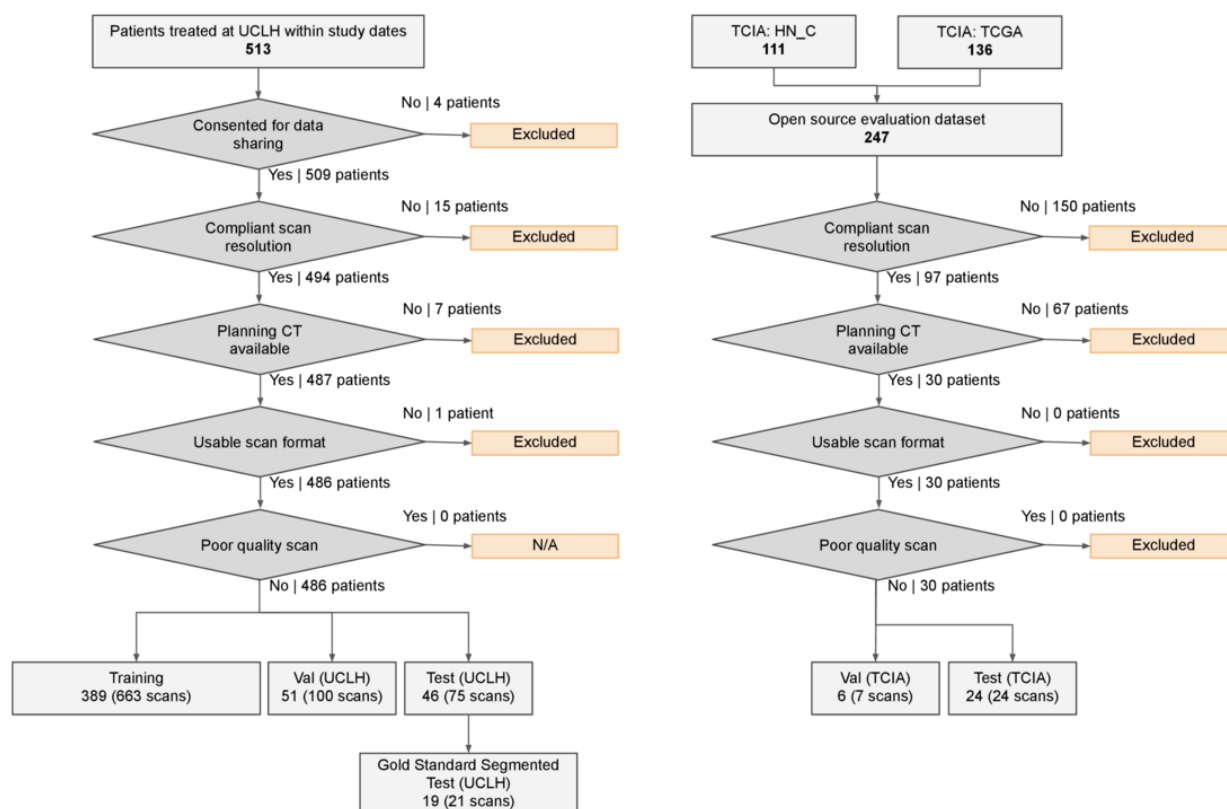 Patients treated at UCLH within study dates
513
No | 4 patients
Consented for data
sharing
Excluded
Yes | 509 patients
No | 15 patients
Compliant scan
resolution
Excluded
Yes | 494 patients
No | 7 patients
Planning CT
available
Excluded
Yes | 487 patients
No | 1 patient
Usable scan format
Excluded
Yes | 486 patients
Yes | 0 patients
Poor quality scan
N/A
No | 486 patients
Training
389 (663 scans)
Val (UCLH)
51 (100 scans)
Test (UCLH)
46 (75 scans)
Gold Standard Segmented
Test (UCLH)
19 (21 scans)
TCIA: HN_C
111
TCIA: TCGA
136
Open source evaluation dataset
247
No | 150 patients
Compliant scan
resolution
Excluded
Yes | 97 patients
No | 67 patients
Planning CT
available
Excluded
Yes | 30 patients
No | 0 patients
Usable scan format
Excluded
Yes | 30 patients
Yes | 0 patients
Poor quality scan
Excluded
No | 30 patients
Val (TCIA)
6 (7 scans)
Test (TCIA)
24 (24 scans)